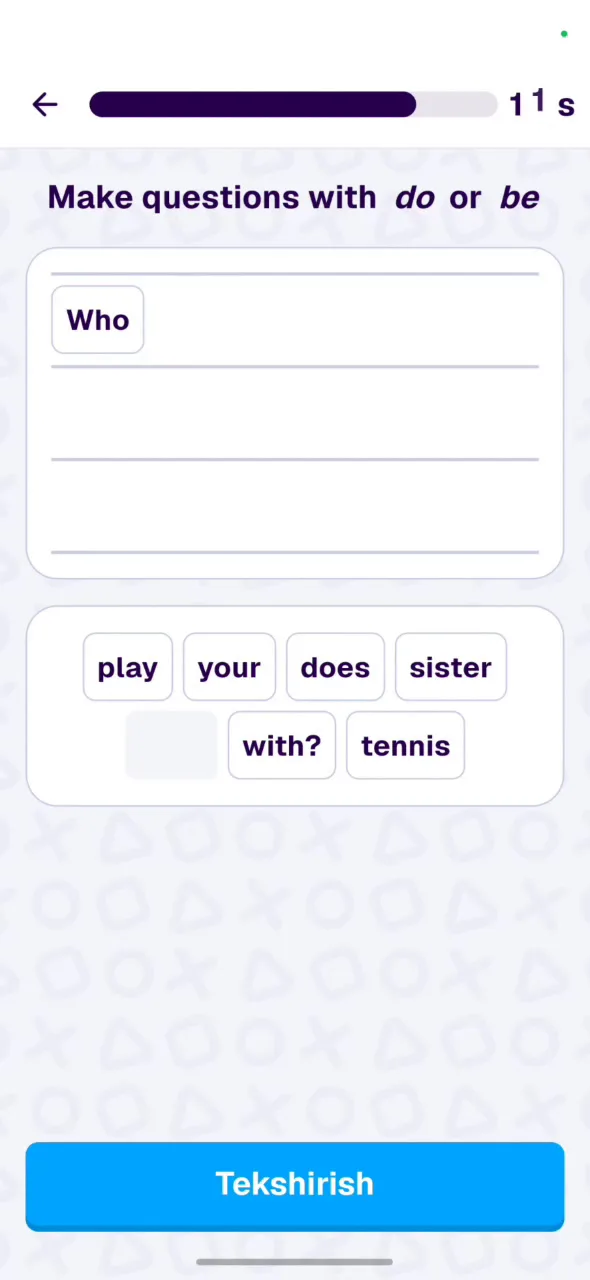 11 s
Make questions with do or be
Who
play your does sister
with? tennis
Tekshirish